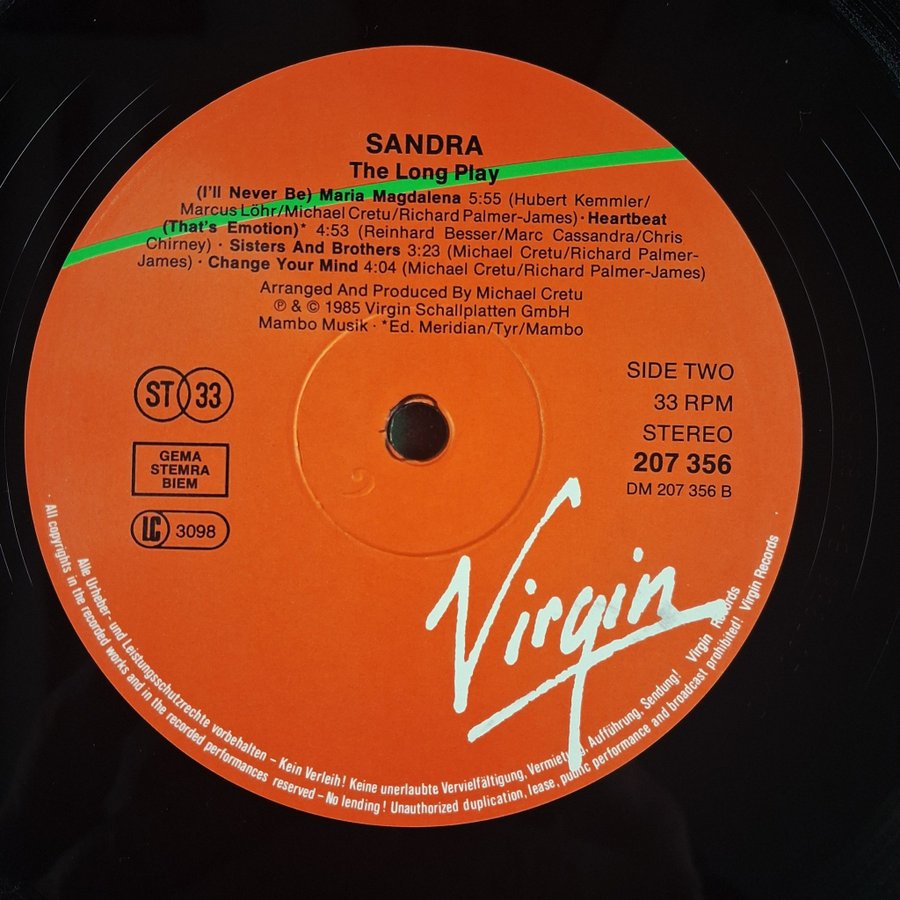 SANDRA
The Long Play
(I'll Never Be) Maria Magdalena 5:55 (Hubert Kemmler/
Marcus Löhr/Michael Cretu/Richard Palmer-James) · Heartbeat
(That's Emotion)* 4:53 (Reinhard Besser/Marc Cassandra/Chris
Chirney) · Sisters And Brothers 3:23 (Michael Cretu/Richard Palmer-
James) · Change Your Mind 4:04 (Michael Cretu/Richard Palmer-James)
Arranged And Produced By Michael Cretu
℗ & © 1985 Virgin Schallplatten GmbH
Mambo Musik · *Ed. Meridian/Tyr/Mambo
ST 33
GEMA
STEMRA
BIEM
LC 3098
SIDE TWO
33 RPM
STEREO
207 356
DM 207 356 B
Virgin
Alle Urheber- und Leistungsschutzrechte vorbehalten – Kein Verleih! Keine unerlaubte Vervielfältigung, Vermietung, Aufführung, Sendung! Virgin Records
All copyrights in the recorded works and in the recorded performances reserved – No lending! Unauthorized duplication, lease, public performance and broadcast prohibited! Virgin Records